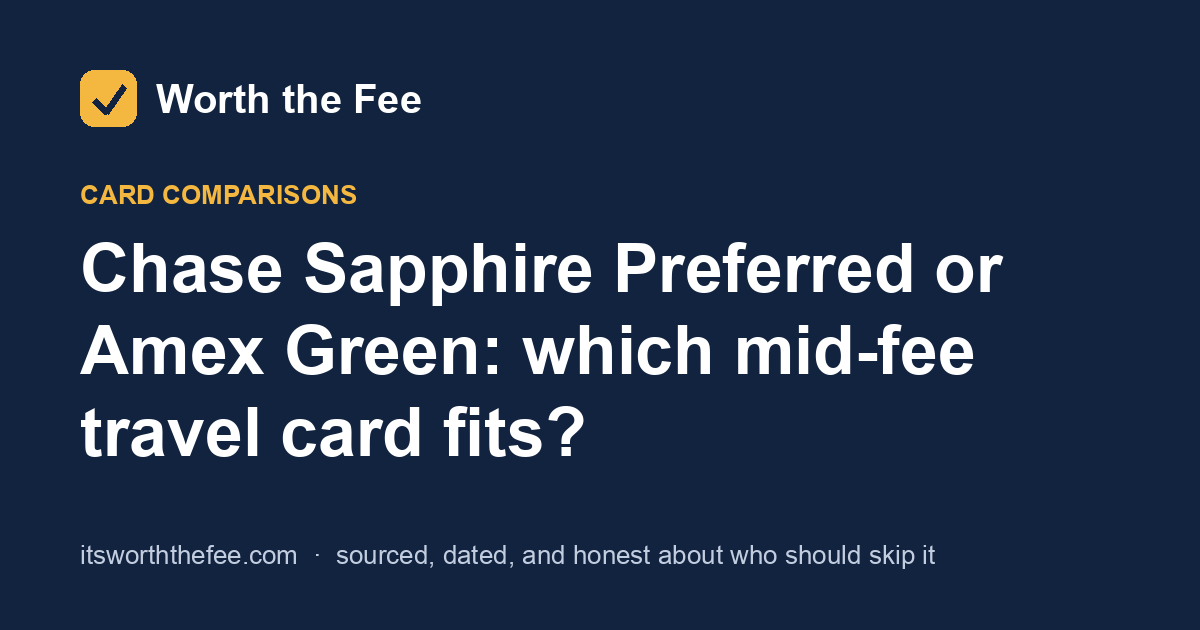 Worth the Fee
CARD COMPARISONS
Chase Sapphire Preferred or
Amex Green: which mid-fee
travel card fits?
itsworththefee.com · sourced, dated, and honest about who should skip it